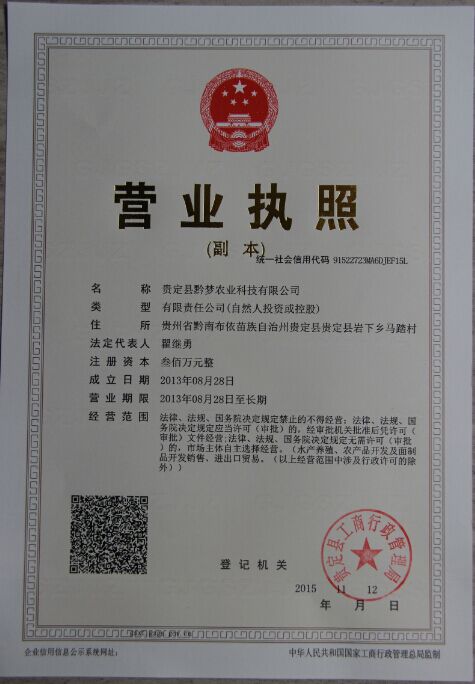 营业执照
(副 本)
统一社会信用代码 91522723MA6DJEF15L
名 称 贵定县黔梦农业科技有限公司
类 型 有限责任公司(自然人投资或控股)
住 所 贵州省黔南布依苗族自治州贵定县贵定县岩下乡马踏村
法定代表人 瞿继勇
注册资本 叁佰万元整
成立日期 2013年08月28日
营业期限 2013年08月28日至长期
经营范围 法律、法规、国务院决定规定禁止的不得经营；法律、法规、国
务院决定规定应当许可（审批）的，经审批机关批准后凭许可（
审批）文件经营;法律、法规、国务院决定规定无需许可（审批
）的，市场主体自主选择经营。（水产养殖、农产品开发及面制
品开发销售、进出口贸易。（以上经营范围中涉及行政许可的除
外））
登记机关
贵定县工商行政管理局
2015 11 12
年 月 日
企业信用信息公示系统网址：
中华人民共和国国家工商行政管理总局监制